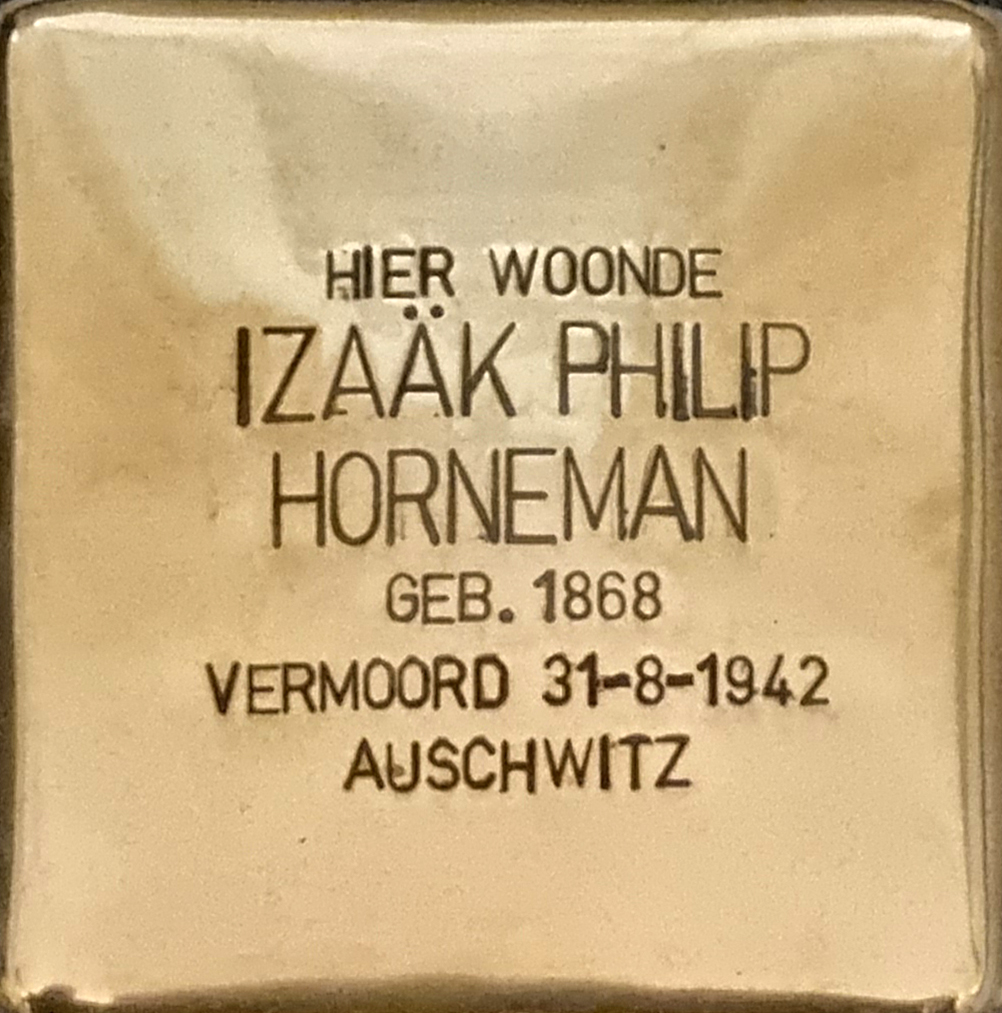 HIER WOONDE
IZAÄK PHILIP
HORNEMAN
GEB. 1868
VERMOORD 31-8-1942
AUSCHWITZ